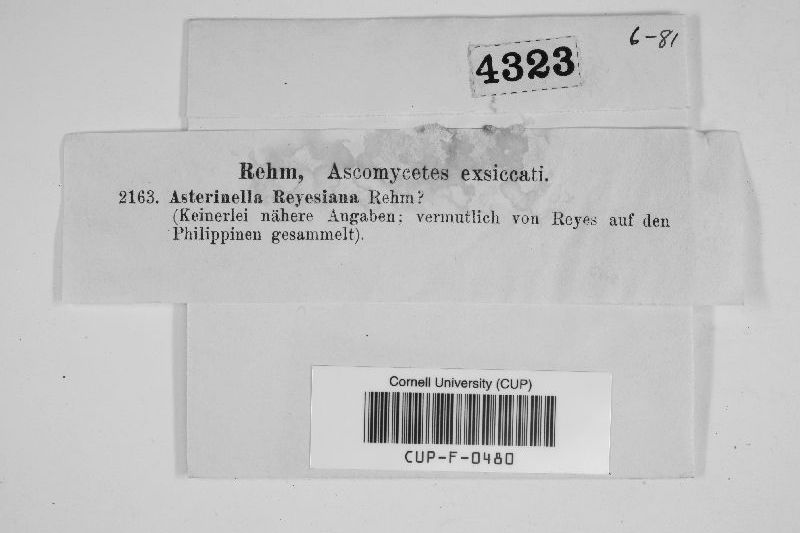 6-81
4323
Rehm, Ascomycetes exsiccati.
2163. Asterinella Reyesiana Rehm?
(Keinerlei nähere Angaben; vermutlich von Reyes auf den
Philippinen gesammelt).
Cornell University (CUP)
CUP-F-0480